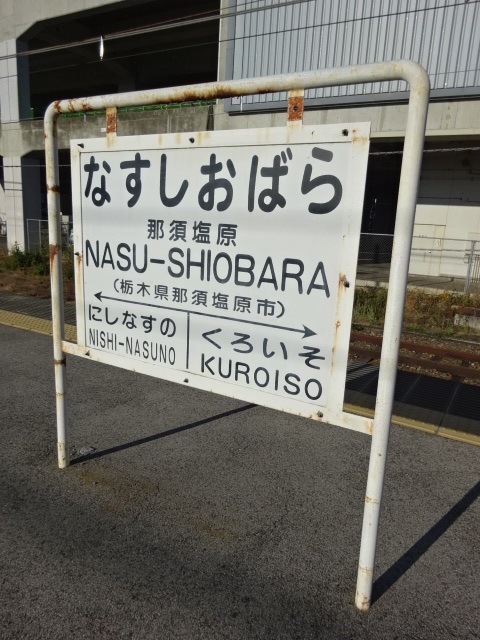 なすしおばら
那須塩原
NASU-SHIOBARA
(栃木県那須塩原市)
にしなすの
NISHI-NASUNO
くろいそ
KUROISO